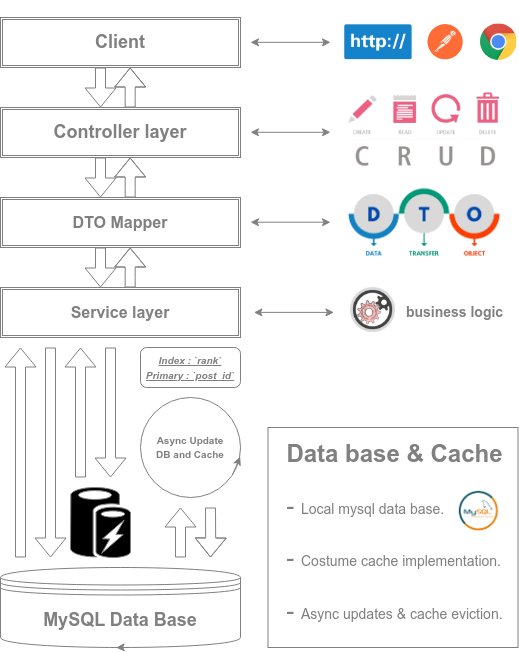 Client
http://
Controller layer
CREATE READ UPDATE DELETE
C R U D
DTO Mapper
D T O
DATA TRANSFER OBJECT
Service layer
business logic
Index : `rank`
Primary : `post_id`
Async Update
DB and Cache
Data base & Cache
- Local mysql data base.
MySQL
- Costume cache implementation.
- Async updates & cache eviction.
MySQL Data Base